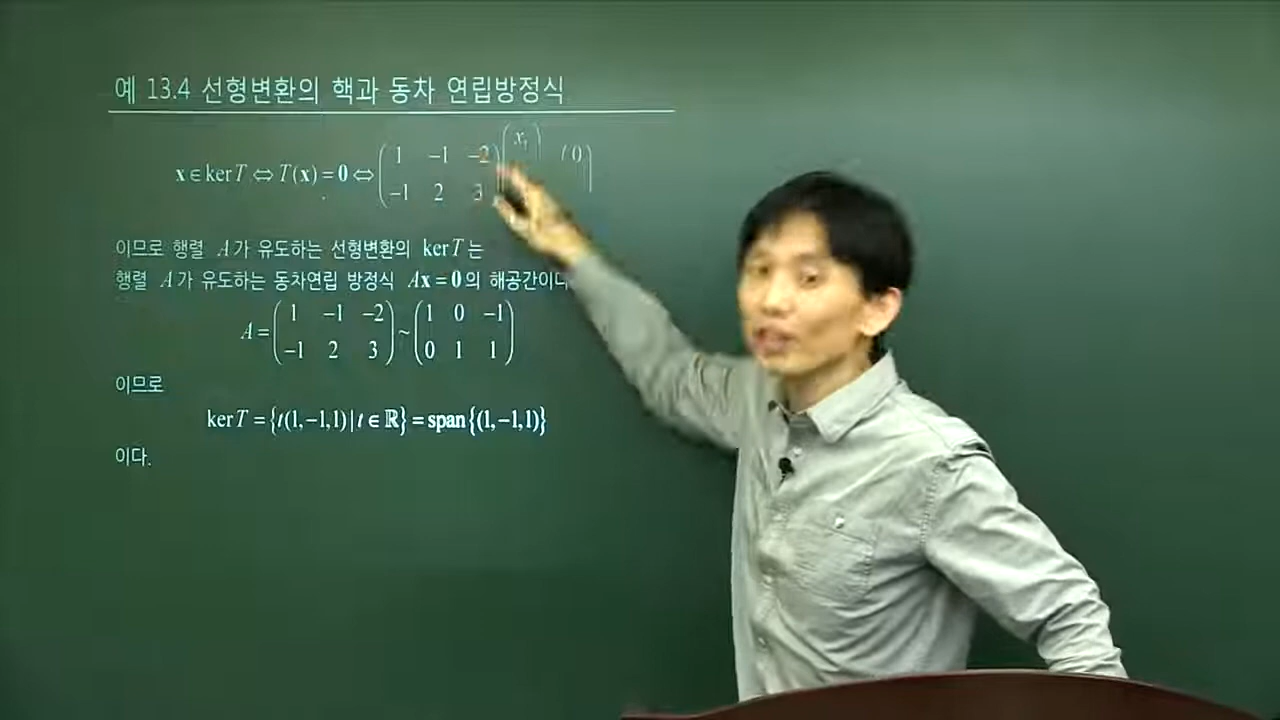 예 13.4 선형변환의 핵과 동차 연립방정식
x ∈ ker T ⇔ T(x) = 0 ⇔ ( 1 −1 −2 ) ( x₁ ) ( 0
−1 2 3
이므로 행렬 A가 유도하는 선형변환의 ker T 는
행렬 A가 유도하는 동차연립 방정식 Ax = 0 의 해공간이다
A = ( 1 −1 −2 ) ~ ( 1 0 −1 )
( −1 2 3 ) ( 0 1 1 )
이므로
ker T = {t(1, −1, 1) | t ∈ ℝ} = span{(1, −1, 1)}
이다.